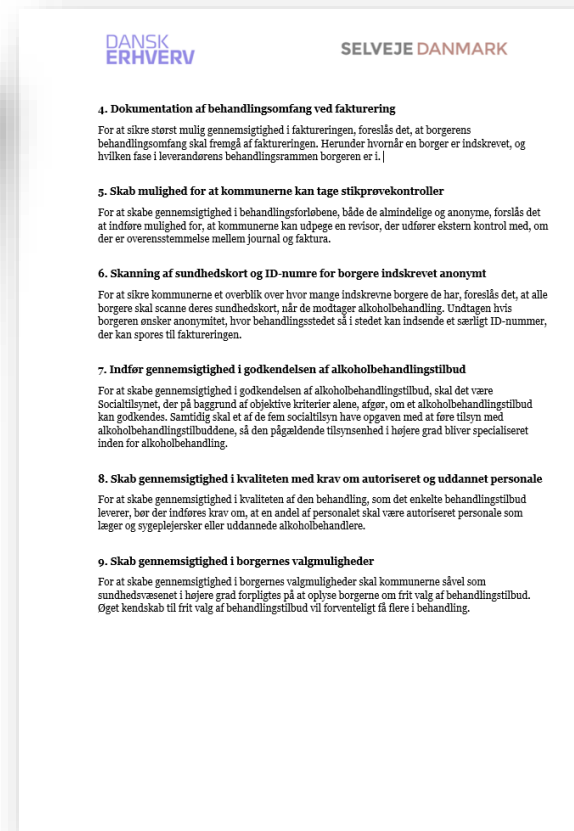 DANSK
ERHVERV
SELVEJE DANMARK
4. Dokumentation af behandlingsomfang ved fakturering
For at sikre størst mulig gennemsigtighed i faktureringen, foreslås det, at borgerens
behandlingsomfang skal fremgå af faktureringen. Herunder hvornår en borger er indskrevet, og
hvilken fase i leverandørens behandlingsrammen borgeren er i.
5. Skab mulighed for at kommunerne kan tage stikprøvekontroller
For at skabe gennemsigtighed i behandlingsforløbene, både de almindelige og anonyme, forslås det
at indføre mulighed for, at kommunerne kan udpege en revisor, der udfører ekstern kontrol med, om
der er overensstemmelse mellem journal og faktura.
6. Skanning af sundhedskort og ID-numre for borgere indskrevet anonymt
For at sikre kommunerne et overblik over hvor mange indskrevne borgere de har, foreslås det, at alle
borgere skal scanne deres sundhedskort, når de modtager alkoholbehandling. Undtagen hvis
borgeren ønsker anonymitet, hvor behandlingsstedet så i stedet kan indsende et særligt ID-nummer,
der kan spores til faktureringen.
7. Indfør gennemsigtighed i godkendelsen af alkoholbehandlingstilbud
For at skabe gennemsigtighed i godkendelsen af alkoholbehandlingstilbud, skal det være
Socialtilsynet, der på baggrund af objektive kriterier alene, afgør, om et alkoholbehandlingstilbud
kan godkendes. Samtidig skal et af de fem socialtilsyn have opgaven med at føre tilsyn med
alkoholbehandlingstilbuddene, så den pågældende tilsynsenhed i højere grad bliver specialiseret
inden for alkoholbehandling.
8. Skab gennemsigtighed i kvaliteten med krav om autoriseret og uddannet personale
For at skabe gennemsigtighed i kvaliteten af den behandling, som det enkelte behandlingstilbud
leverer, bør der indføres krav om, at en andel af personalet skal være autoriseret personale som
læger og sygeplejersker eller uddannede alkoholbehandlere.
9. Skab gennemsigtighed i borgernes valgmuligheder
For at skabe gennemsigtighed i borgernes valgmuligheder skal kommunerne såvel som
sundhedsvæsenet i højere grad forpligtes på at oplyse borgerne om frit valg af behandlingstilbud.
Øget kendskab til frit valg af behandlingstilbud vil forventeligt få flere i behandling.